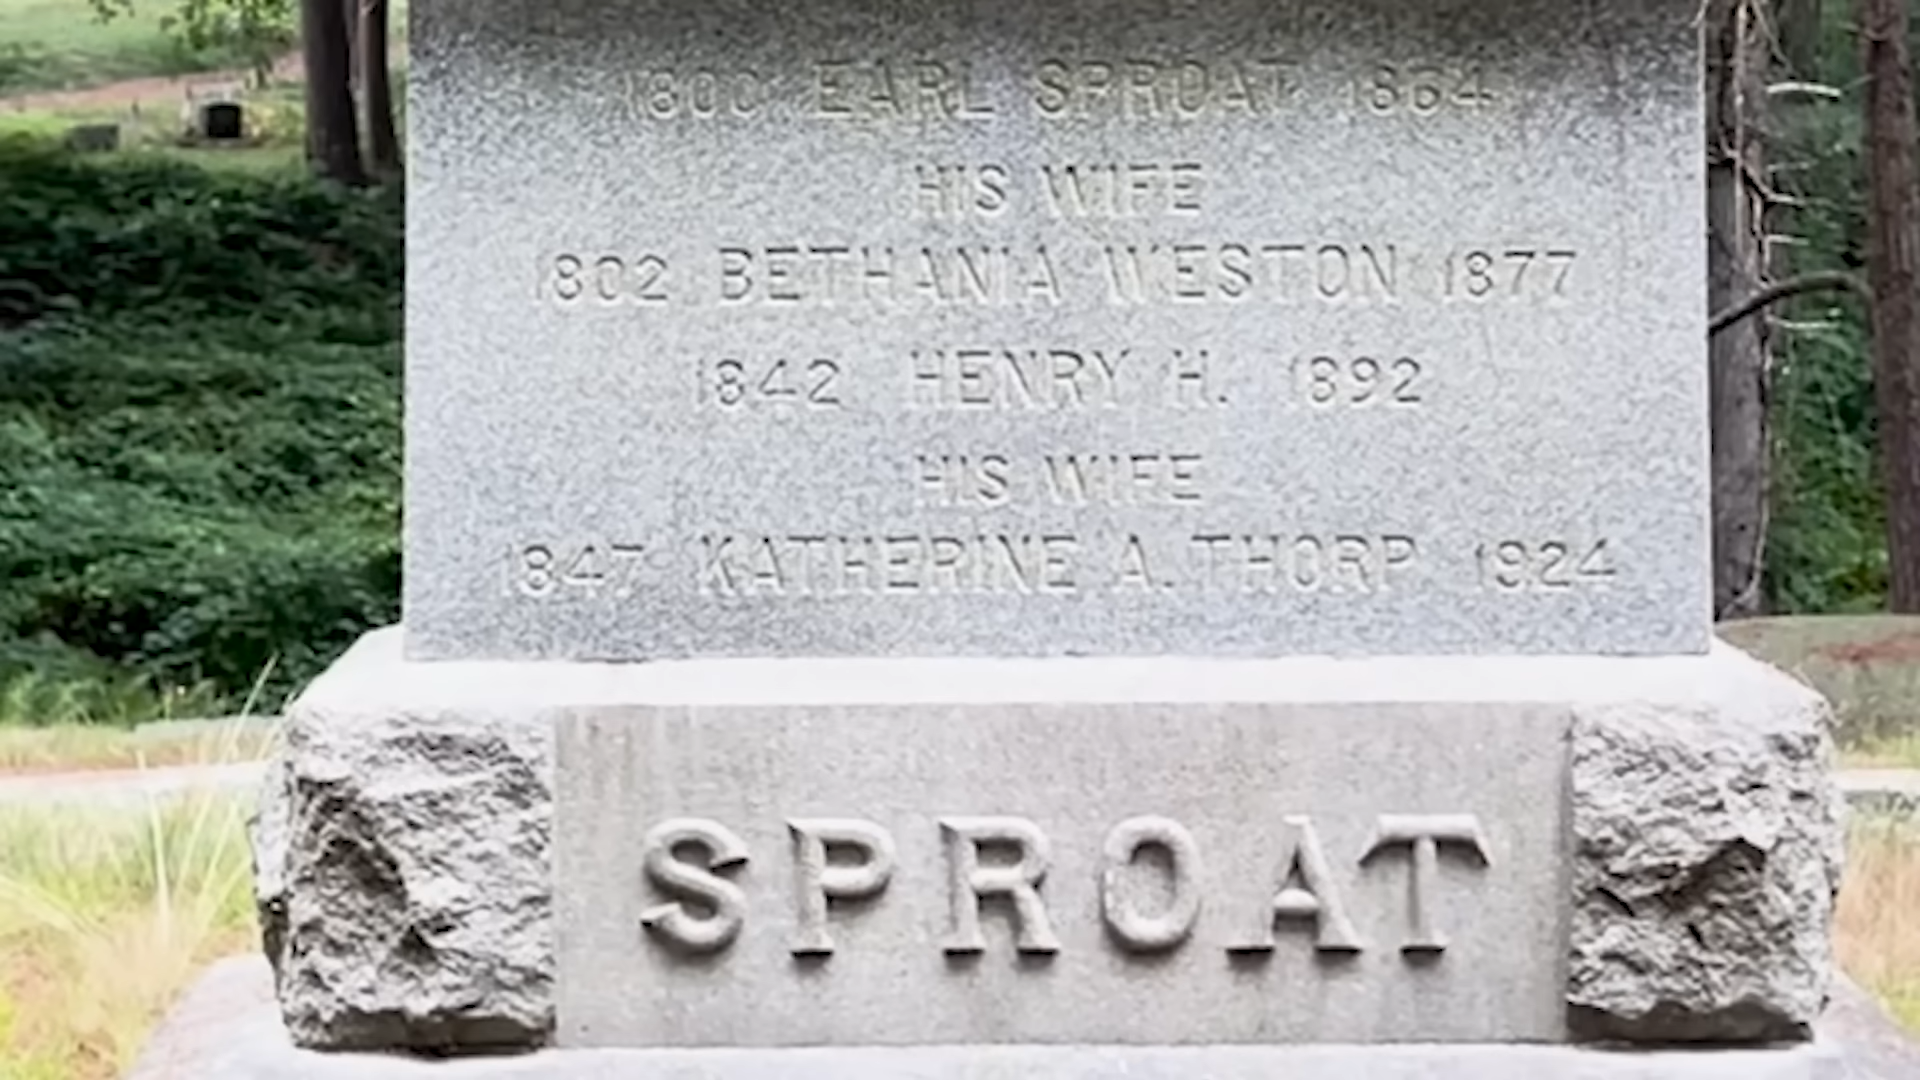 1800 EARL SPROAT 1864
HIS WIFE
1802 BETHANIA WESTON 1877
1842 HENRY H. 1892
HIS WIFE
1847 KATHERINE A. THORP 1924
SPROAT